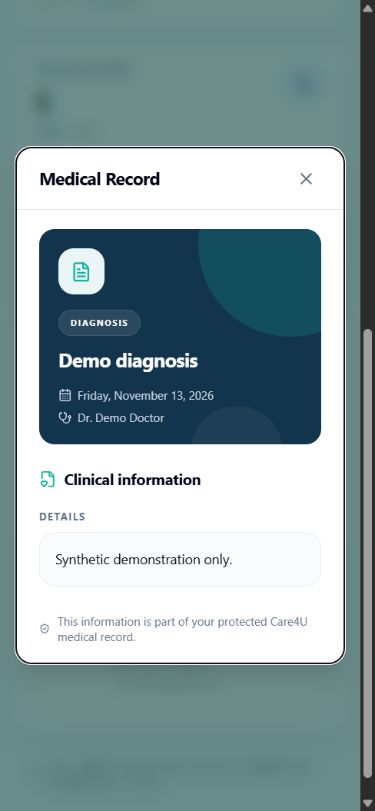 Medical Record
DIAGNOSIS
Demo diagnosis
Friday, November 13, 2026
Dr. Demo Doctor
Clinical information
DETAILS
Synthetic demonstration only.
This information is part of your protected Care4U
medical record.